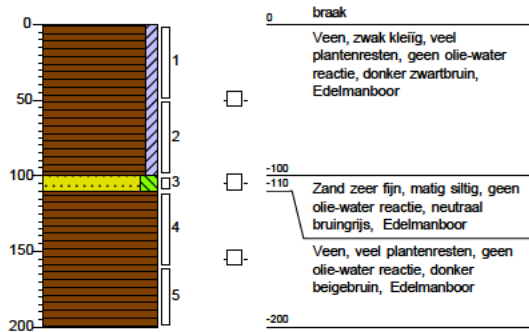 0
50
100
150
200
1
2
3
4
5
0
braak
Veen, zwak kleiïg, veel
plantenresten, geen olie-water
reactie, donker zwartbruin,
Edelmanboor
-100
-110
Zand zeer fijn, matig siltig, geen
olie-water reactie, neutraal
bruingrijs, Edelmanboor
Veen, veel plantenresten, geen
olie-water reactie, donker
beigebruin, Edelmanboor
-200